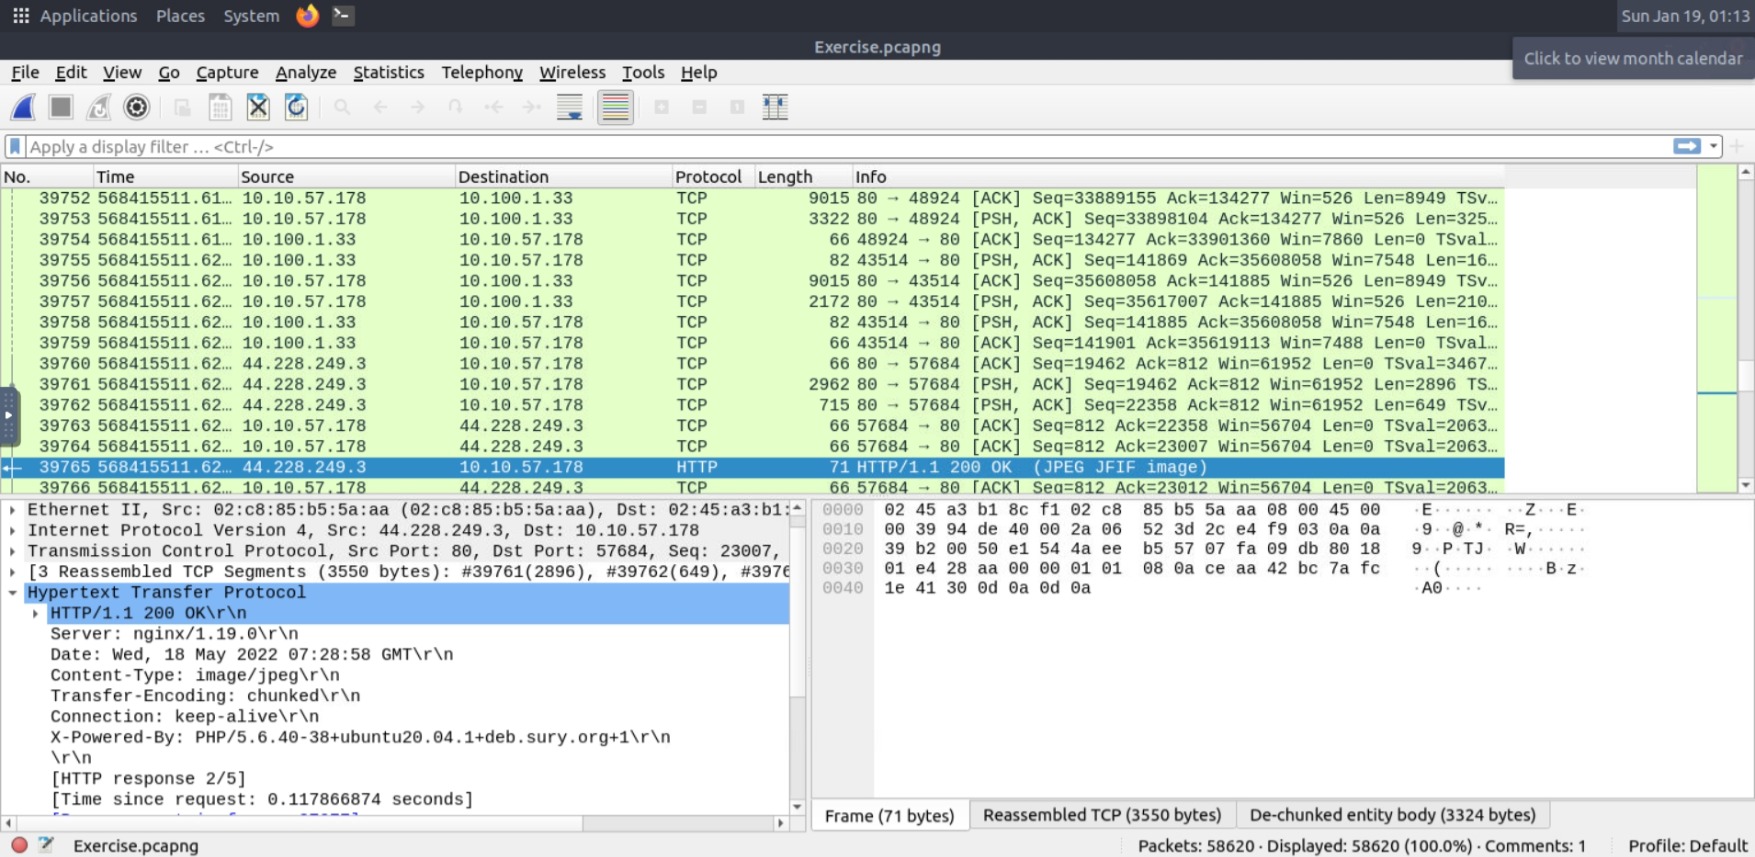 Applications Places System Sun Jan 19, 01:13
Exercise.pcapng
Click to view month calendar
File Edit View Go Capture Analyze Statistics Telephony Wireless Tools Help
Apply a display filter … <Ctrl-/>
No. Time Source Destination Protocol Length Info
39752 568415511.61… 10.10.57.178 10.100.1.33 TCP 9015 80 → 48924 [ACK] Seq=33889155 Ack=134277 Win=526 Len=8949 TSv…
39753 568415511.61… 10.10.57.178 10.100.1.33 TCP 3322 80 → 48924 [PSH, ACK] Seq=33898104 Ack=134277 Win=526 Len=325…
39754 568415511.61… 10.100.1.33 10.10.57.178 TCP 66 48924 → 80 [ACK] Seq=134277 Ack=33901360 Win=7860 Len=0 TSval…
39755 568415511.62… 10.100.1.33 10.10.57.178 TCP 82 43514 → 80 [PSH, ACK] Seq=141869 Ack=35608058 Win=7548 Len=16…
39756 568415511.62… 10.10.57.178 10.100.1.33 TCP 9015 80 → 43514 [ACK] Seq=35608058 Ack=141885 Win=526 Len=8949 TSv…
39757 568415511.62… 10.10.57.178 10.100.1.33 TCP 2172 80 → 43514 [PSH, ACK] Seq=35617007 Ack=141885 Win=526 Len=210…
39758 568415511.62… 10.100.1.33 10.10.57.178 TCP 82 43514 → 80 [PSH, ACK] Seq=141885 Ack=35608058 Win=7548 Len=16…
39759 568415511.62… 10.100.1.33 10.10.57.178 TCP 66 43514 → 80 [ACK] Seq=141901 Ack=35619113 Win=7488 Len=0 TSval…
39760 568415511.62… 44.228.249.3 10.10.57.178 TCP 66 80 → 57684 [ACK] Seq=19462 Ack=812 Win=61952 Len=0 TSval=3467…
39761 568415511.62… 44.228.249.3 10.10.57.178 TCP 2962 80 → 57684 [PSH, ACK] Seq=19462 Ack=812 Win=61952 Len=2896 TS…
39762 568415511.62… 44.228.249.3 10.10.57.178 TCP 715 80 → 57684 [PSH, ACK] Seq=22358 Ack=812 Win=61952 Len=649 TSv…
39763 568415511.62… 10.10.57.178 44.228.249.3 TCP 66 57684 → 80 [ACK] Seq=812 Ack=22358 Win=56704 Len=0 TSval=2063…
39764 568415511.62… 10.10.57.178 44.228.249.3 TCP 66 57684 → 80 [ACK] Seq=812 Ack=23007 Win=56704 Len=0 TSval=2063…
39765 568415511.62… 44.228.249.3 10.10.57.178 HTTP 71 HTTP/1.1 200 OK (JPEG JFIF image)
39766 568415511.62… 10.10.57.178 44.228.249.3 TCP 66 57684 → 80 [ACK] Seq=812 Ack=23012 Win=56704 Len=0 TSval=2063…
Ethernet II, Src: 02:c8:85:b5:5a:aa (02:c8:85:b5:5a:aa), Dst: 02:45:a3:b1:
Internet Protocol Version 4, Src: 44.228.249.3, Dst: 10.10.57.178
Transmission Control Protocol, Src Port: 80, Dst Port: 57684, Seq: 23007,
[3 Reassembled TCP Segments (3550 bytes): #39761(2896), #39762(649), #3976
Hypertext Transfer Protocol
HTTP/1.1 200 OK\r\n
Server: nginx/1.19.0\r\n
Date: Wed, 18 May 2022 07:28:58 GMT\r\n
Content-Type: image/jpeg\r\n
Transfer-Encoding: chunked\r\n
Connection: keep-alive\r\n
X-Powered-By: PHP/5.6.40-38+ubuntu20.04.1+deb.sury.org+1\r\n
\r\n
[HTTP response 2/5]
[Time since request: 0.117866874 seconds]
0000 02 45 a3 b1 8c f1 02 c8 85 b5 5a aa 08 00 45 00 ·E······ ··Z···E·
0010 00 39 94 de 40 00 2a 06 52 3d 2c e4 f9 03 0a 0a ·9··@·*· R=,·····
0020 39 b2 00 50 e1 54 4a ee b5 57 07 fa 09 db 80 18 9··P·TJ· ·W······
0030 01 e4 28 aa 00 00 01 01 08 0a ce aa 42 bc 7a fc ··(····· ····B·z·
0040 1e 41 30 0d 0a 0d 0a ·A0····
Frame (71 bytes) Reassembled TCP (3550 bytes) De-chunked entity body (3324 bytes)
Exercise.pcapng Packets: 58620 · Displayed: 58620 (100.0%) · Comments: 1 Profile: Default